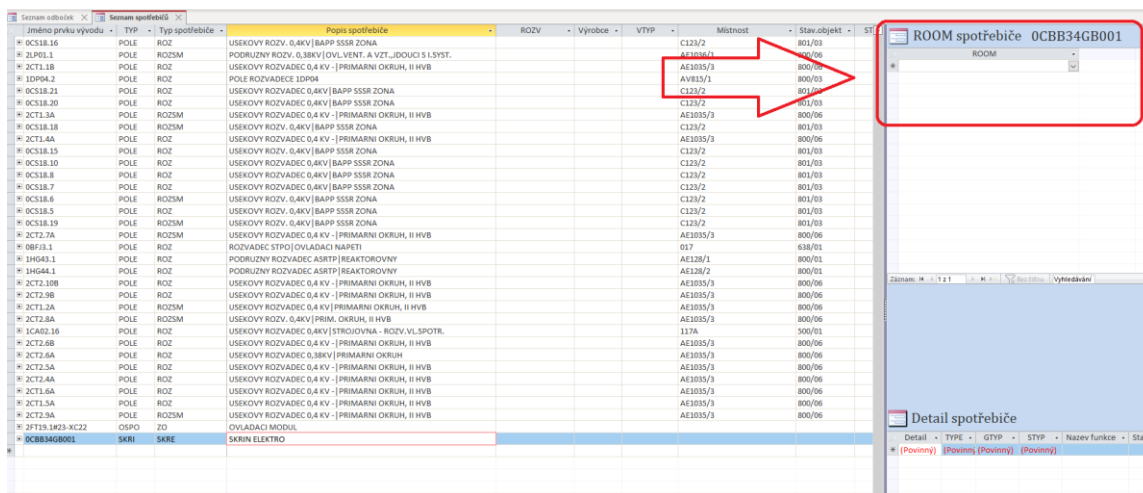 Seznam odboček Seznam spotřebičů
Jméno prvku vývodu TYP Typ spotřebiče Popis spotřebiče ROZV Výrobce VTYP Místnost Stav.objekt ST
0CS18.16 POLE ROZ USEKOVY ROZV. 0,4KV|BAPP SSSR ZONA C123/2 801/03
2LP01.1 POLE ROZSM PODRUZNY ROZV. 0,38KV|OVL.VENT. A VZT.,JDOUCI S I.SYST. AE1036/1 800/06
2CT1.1B POLE ROZ USEKOVY ROZVADEC 0,4 KV -|PRIMARNI OKRUH, II HVB AE1035/3 800/06
1DP04.2 POLE ROZ POLE ROZVADECE 1DP04 AV815/1 800/03
0CS18.21 POLE ROZ USEKOVY ROZVADEC 0,4KV|BAPP SSSR ZONA C123/2 801/03
0CS18.20 POLE ROZ USEKOVY ROZVADEC 0,4KV|BAPP SSSR ZONA C123/2 801/03
2CT1.3A POLE ROZSM USEKOVY ROZVADEC 0,4 KV -|PRIMARNI OKRUH, II HVB AE1035/3 800/06
0CS18.18 POLE ROZSM USEKOVY ROZV. 0,4KV|BAPP SSSR ZONA C123/2 801/03
2CT1.4A POLE ROZ USEKOVY ROZVADEC 0,4 KV -|PRIMARNI OKRUH, II HVB AE1035/3 800/06
0CS18.15 POLE ROZ USEKOVY ROZVADEC 0,4KV|BAPP SSSR ZONA C123/2 801/03
0CS18.10 POLE ROZ USEKOVY ROZVADEC 0,4KV|BAPP SSSR ZONA C123/2 801/03
0CS18.8 POLE ROZ USEKOVY ROZVADEC 0,4KV|BAPP SSSR ZONA C123/2 801/03
0CS18.7 POLE ROZ USEKOVY ROZVADEC 0,4KV|BAPP SSSR ZONA C123/2 801/03
0CS18.6 POLE ROZSM USEKOVY ROZV. 0,4KV|BAPP SSSR ZONA C123/2 801/03
0CS18.5 POLE ROZ USEKOVY ROZV. 0,4KV|BAPP SSSR ZONA C123/2 801/03
0CS18.19 POLE ROZSM USEKOVY ROZV. 0,4KV|BAPP SSSR ZONA C123/2 801/03
2CT2.7A POLE ROZSM USEKOVY ROZVADEC 0,4 KV -|PRIMARNI OKRUH, II HVB AE1035/3 800/06
0BFJ3.1 POLE ROZ ROZVADEC STPO|OVLADACI NAPETI 017 638/01
1HG43.1 POLE ROZ PODRUZNY ROZVADEC ASRTP|REAKTOROVNY AE128/1 800/01
1HG44.1 POLE ROZ PODRUZNY ROZVADEC ASRTP|REAKTOROVNY AE128/2 800/01
2CT2.10B POLE ROZ USEKOVY ROZVADEC 0,4 KV -|PRIMARNI OKRUH, II HVB AE1035/3 800/06
2CT2.9B POLE ROZ USEKOVY ROZVADEC 0,4 KV -|PRIMARNI OKRUH, II HVB AE1035/3 800/06
2CT1.2A POLE ROZSM USEKOVY ROZVADEC 0,4 KV|PRIMARNI OKRUH, II HVB AE1035/3 800/06
2CT2.8A POLE ROZSM USEKOVY ROZV. 0,4KV|PRIM. OKRUH, II HVB AE1035/3 800/06
1CA02.16 POLE ROZ USEKOVY ROZVADEC 0,4KV|STROJOVNA - ROZV.VL.SPOTR. 117A 500/01
2CT2.6B POLE ROZ USEKOVY ROZVADEC 0,4 KV -|PRIMARNI OKRUH, II HVB AE1035/3 800/06
2CT2.6A POLE ROZ USEKOVY ROZVADEC 0,38KV|PRIMARNI OKRUH AE1035/3 800/06
2CT2.5A POLE ROZ USEKOVY ROZVADEC 0,4 KV -|PRIMARNI OKRUH, II HVB AE1035/3 800/06
2CT2.4A POLE ROZ USEKOVY ROZVADEC 0,4 KV -|PRIMARNI OKRUH, II HVB AE1035/3 800/06
2CT1.6A POLE ROZ USEKOVY ROZVADEC 0,4 KV -|PRIMARNI OKRUH, II HVB AE1035/3 800/06
2CT1.5A POLE ROZ USEKOVY ROZVADEC 0,4 KV -|PRIMARNI OKRUH, II HVB AE1035/3 800/06
2CT2.9A POLE ROZSM USEKOVY ROZVADEC 0,4 KV -|PRIMARNI OKRUH, II HVB AE1035/3 800/06
2FT19.1#23-XC22 OSPO ZO OVLADACI MODUL
0CBB34GB001 SKRI SKRE SKRIN ELEKTRO
ROOM spotřebiče 0CBB34GB001
ROOM
Záznam: 1 z 1 Bez filtru Vyhledávání
Detail spotřebiče
Detail TYPE GTYP STYP Nazev funkce Sta
(Povinný) (Povinný (Povinný) (Povinný)